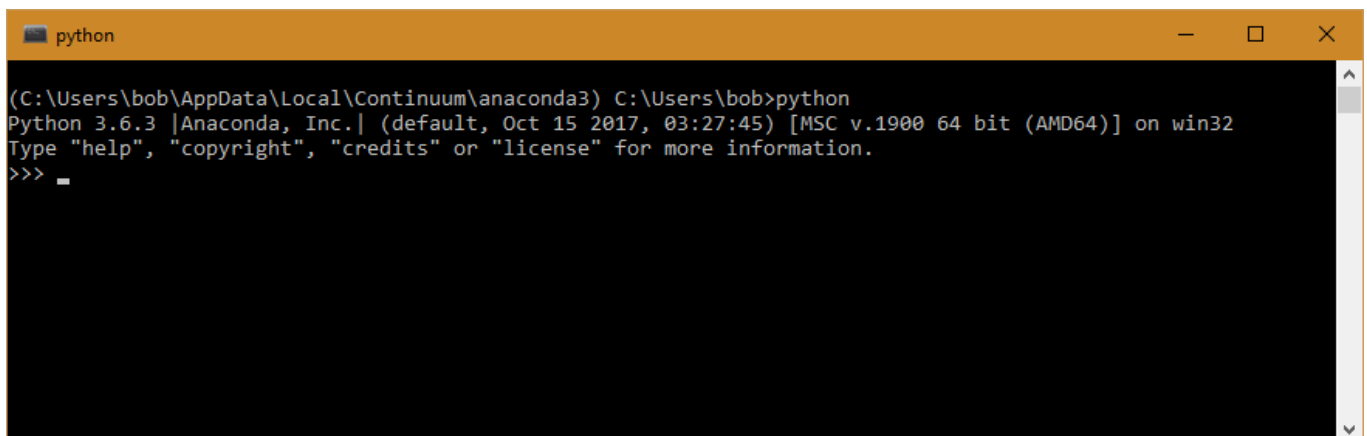 python
(C:\Users\bob\AppData\Local\Continuum\anaconda3) C:\Users\bob>python
Python 3.6.3 |Anaconda, Inc.| (default, Oct 15 2017, 03:27:45) [MSC v.1900 64 bit (AMD64)] on win32
Type "help", "copyright", "credits" or "license" for more information.
>>> _